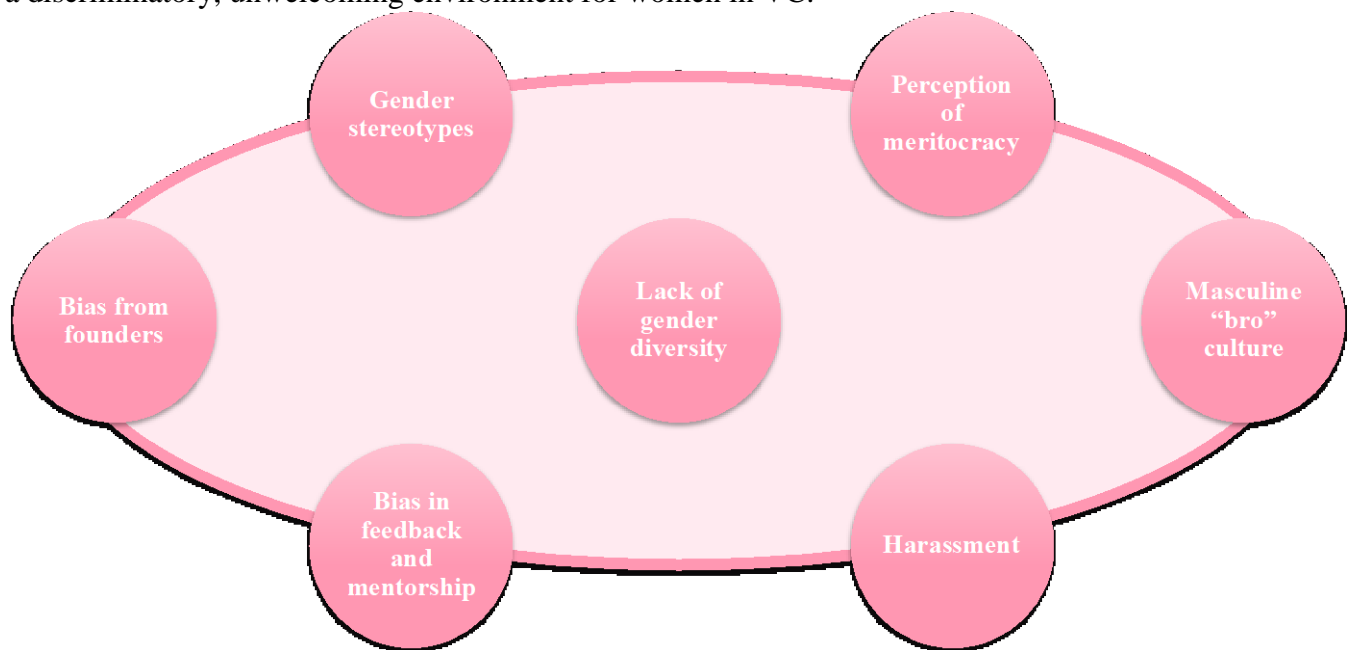 a discriminatory, unwelcoming environment for women in VC.
Gender
stereotypes
Perception
of
meritocracy
Bias from
founders
Lack of
gender
diversity
Masculine
“bro”
culture
Bias in
feedback
and
mentorship
Harassment